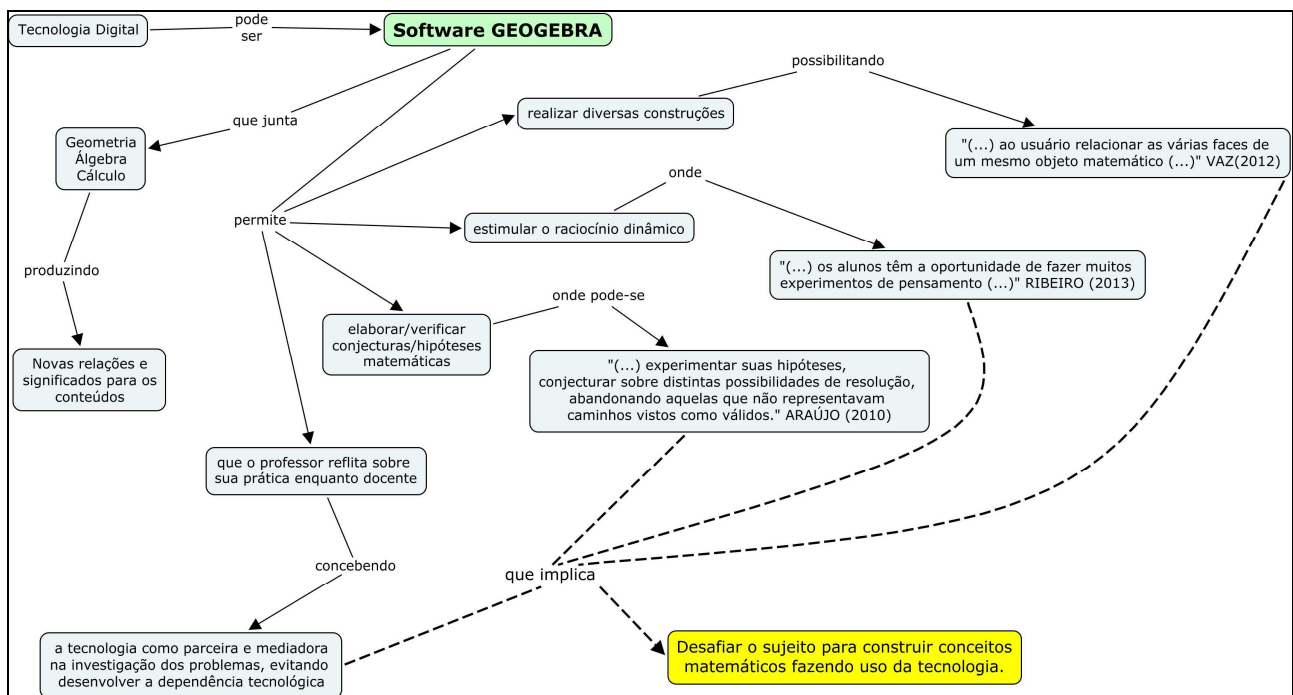 Tecnologia Digital
pode
ser
Software GEOGEBRA
possibilitando
realizar diversas construções
que junta
Geometria
Álgebra
Cálculo
"(...) ao usuário relacionar as várias faces de
um mesmo objeto matemático (...)" VAZ(2012)
onde
permite
estimular o raciocínio dinâmico
produzindo
"(...) os alunos têm a oportunidade de fazer muitos
experimentos de pensamento (...)" RIBEIRO (2013)
onde pode-se
elaborar/verificar
conjecturas/hipóteses
matemáticas
Novas relações e
significados para os
conteúdos
"(...) experimentar suas hipóteses,
conjecturar sobre distintas possibilidades de resolução,
abandonando aquelas que não representavam
caminhos vistos como válidos." ARAÚJO (2010)
que o professor reflita sobre
sua prática enquanto docente
concebendo
que implica
a tecnologia como parceira e mediadora
na investigação dos problemas, evitando
desenvolver a dependência tecnológica
Desafiar o sujeito para construir conceitos
matemáticos fazendo uso da tecnologia.